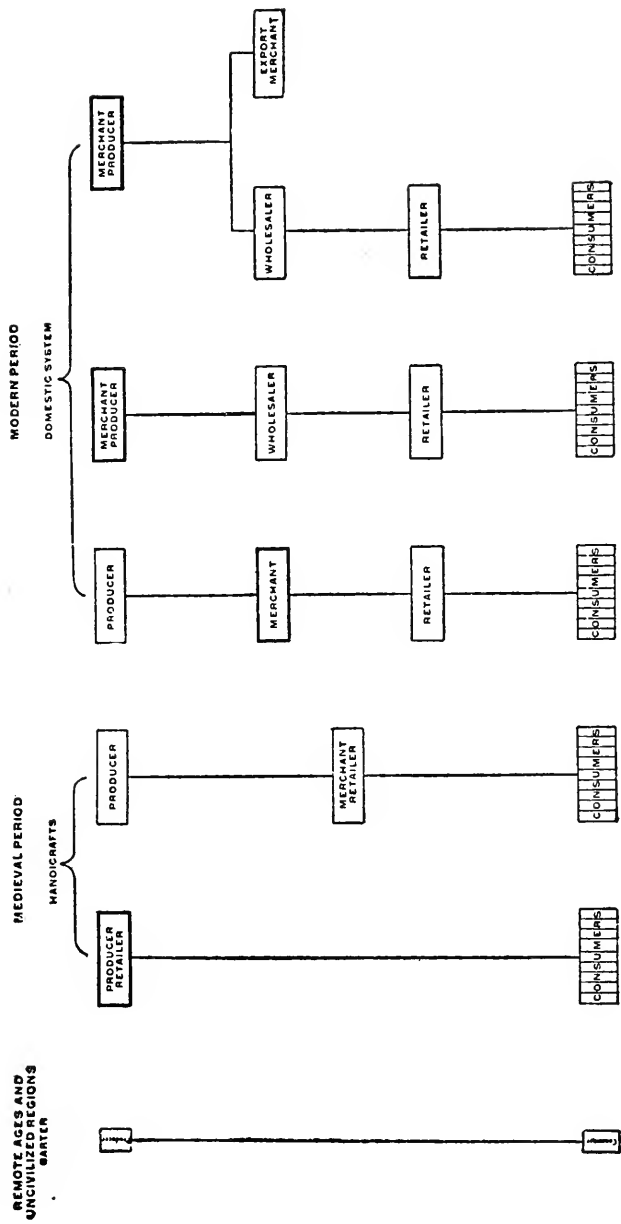 REMOTE AGES AND
UNCIVILIZED REGIONS
BARTER
MEDIEVAL PERIOD
HANDICRAFTS
PRODUCER
RETAILER
CONSUMERS
PRODUCER
MERCHANT
RETAILER
CONSUMERS
MODERN PERIOD
DOMESTIC SYSTEM
PRODUCER
MERCHANT
RETAILER
CONSUMERS
MERCHANT
PRODUCER
WHOLESALER
RETAILER
CONSUMERS
MERCHANT
PRODUCER
WHOLESALER
EXPORT
MERCHANT
RETAILER
CONSUMERS